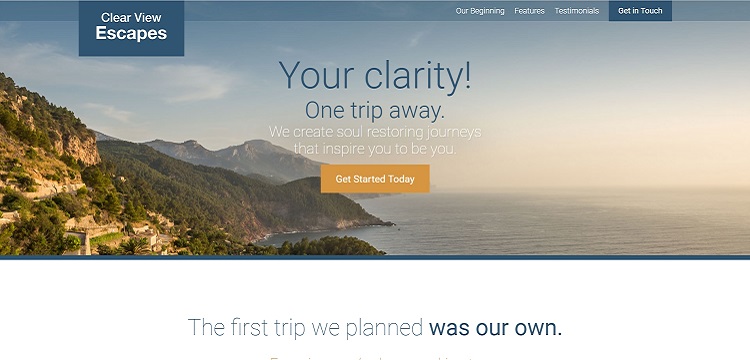 Clear View
Escapes
Our Beginning Features Testimonials Get in Touch
Your clarity!
One trip away.
We create soul restoring journeys
that inspire you to be you.
Get Started Today
The first trip we planned was our own.